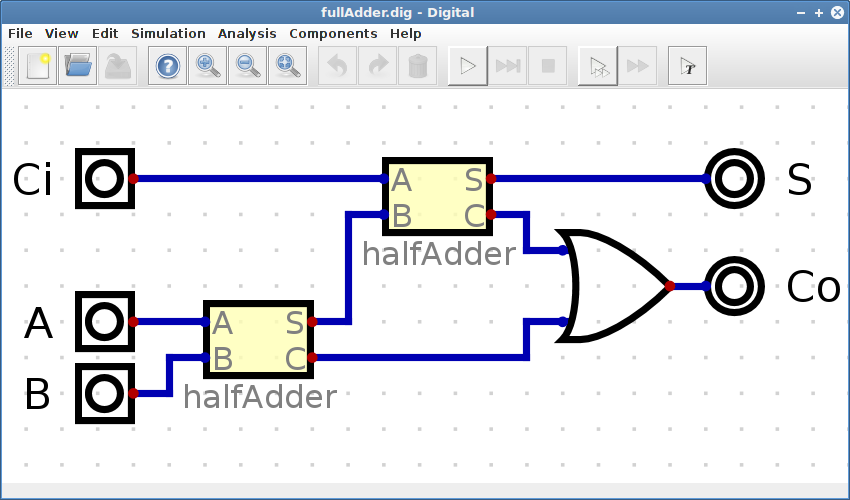 fullAdder.dig - Digital
File View Edit Simulation Analysis Components Help
Ci
A S
B C
halfAdder
S
Co
A
B
A S
B C
halfAdder